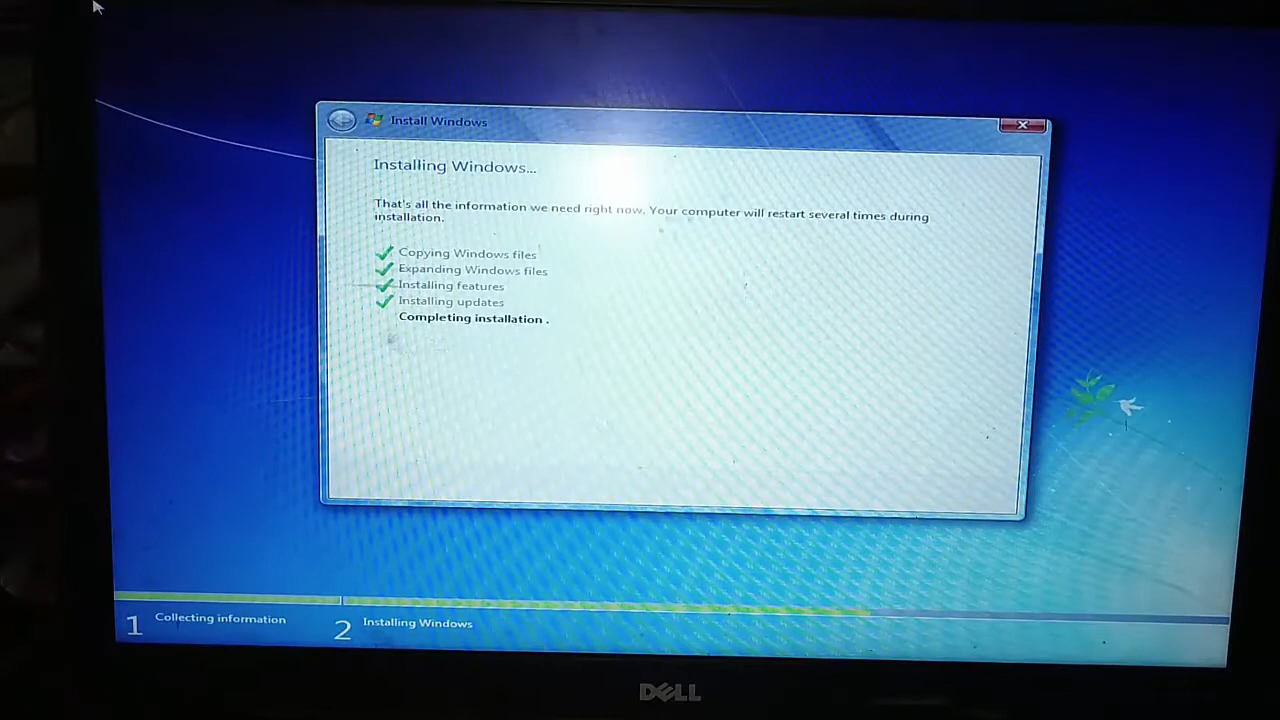 Install Windows
Installing Windows...
That's all the information we need right now. Your computer will restart several times during
installation.
Copying Windows files
Expanding Windows files
Installing features
Installing updates
Completing installation .
1 Collecting information
2 Installing Windows
DELL